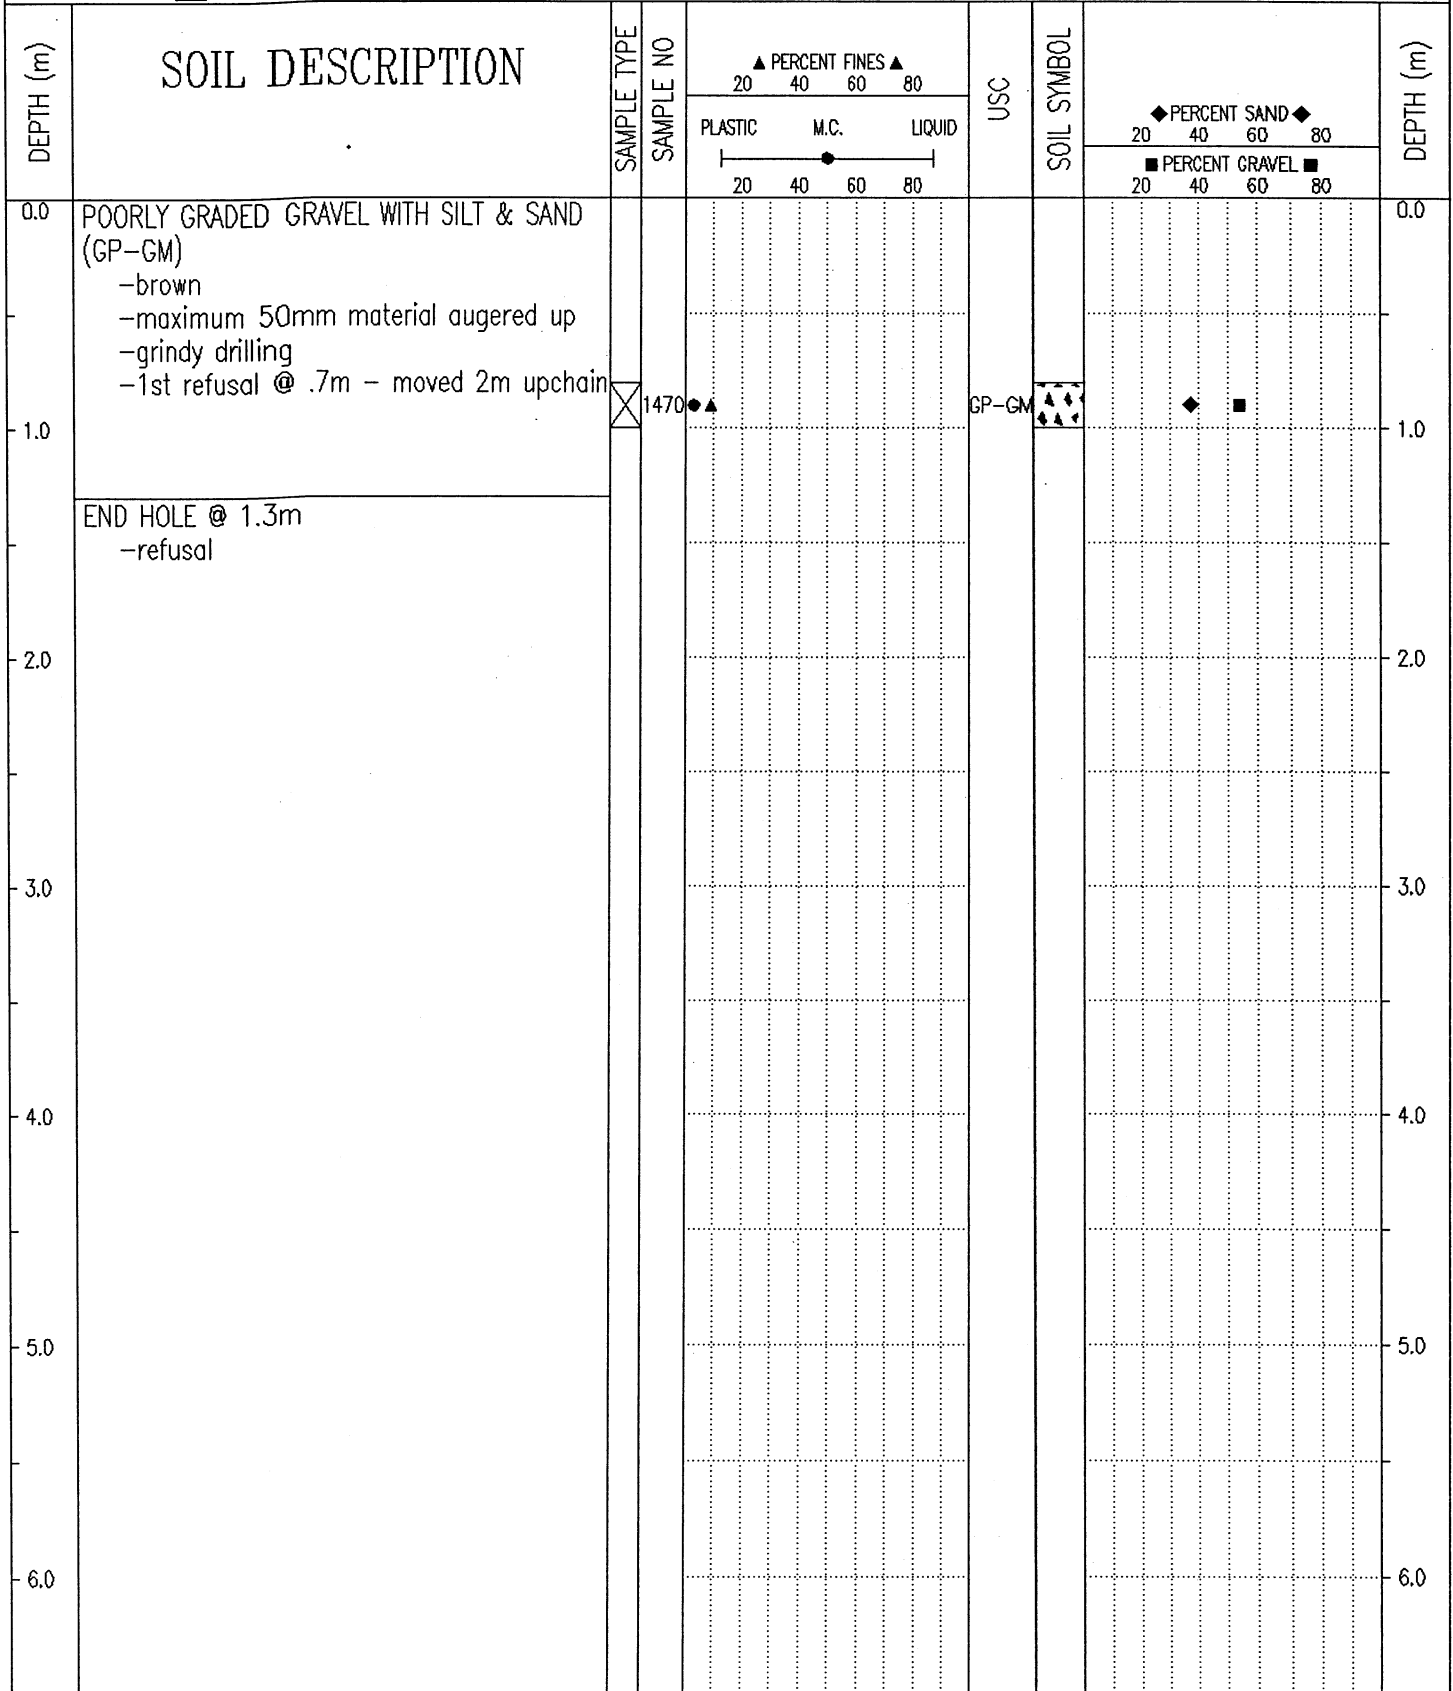 DEPTH (m)
SOIL DESCRIPTION
SAMPLE TYPE
SAMPLE NO
▲ PERCENT FINES ▲
20 40 60 80
PLASTIC M.C. LIQUID
20 40 60 80
USC
SOIL SYMBOL
◆PERCENT SAND◆
20 40 60 80
■ PERCENT GRAVEL ■
20 40 60 80
DEPTH (m)
0.0
POORLY GRADED GRAVEL WITH SILT & SAND
(GP-GM)
-brown
-maximum 50mm material augered up
-grindy drilling
-1st refusal @ .7m - moved 2m upchain
1470
GP-GM
0.0
1.0
1.0
END HOLE @ 1.3m
-refusal
2.0
2.0
3.0
3.0
4.0
4.0
5.0
5.0
6.0
6.0